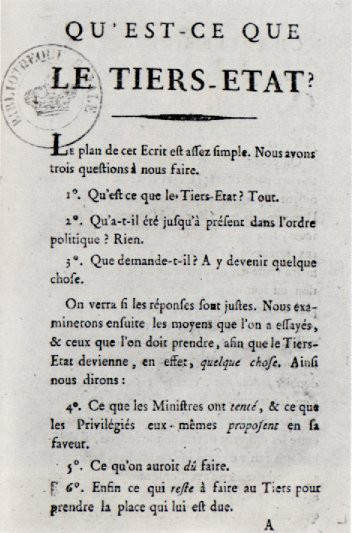 QU'EST-CE QUE
LE TIERS-ETAT?
LE plan de cet Ecrit est assez simple. Nous avons
trois questions à nous faire.
1°. Qu'est ce que le Tiers-Etat? Tout.
2°. Qu'a-t-il été jusqu'à présent dans l'ordre
politique? Rien.
3°. Que demande-t-il? A y devenir quelque
chose.
On verra si les réponses sont justes. Nous exa-
minerons ensuite les moyens que l'on a essayés,
& ceux que l'on doit prendre, afin que le Tiers-
Etat devienne, en effet, quelque chose. Ainsi
nous dirons:
4°. Ce que les Ministres ont tenté, & ce que
les Privilégiés eux-mêmes proposent en sa
faveur.
5°. Ce qu'on auroit dû faire.
6°. Enfin ce qui reste à faire au Tiers pour
prendre la place qui lui est due.
A